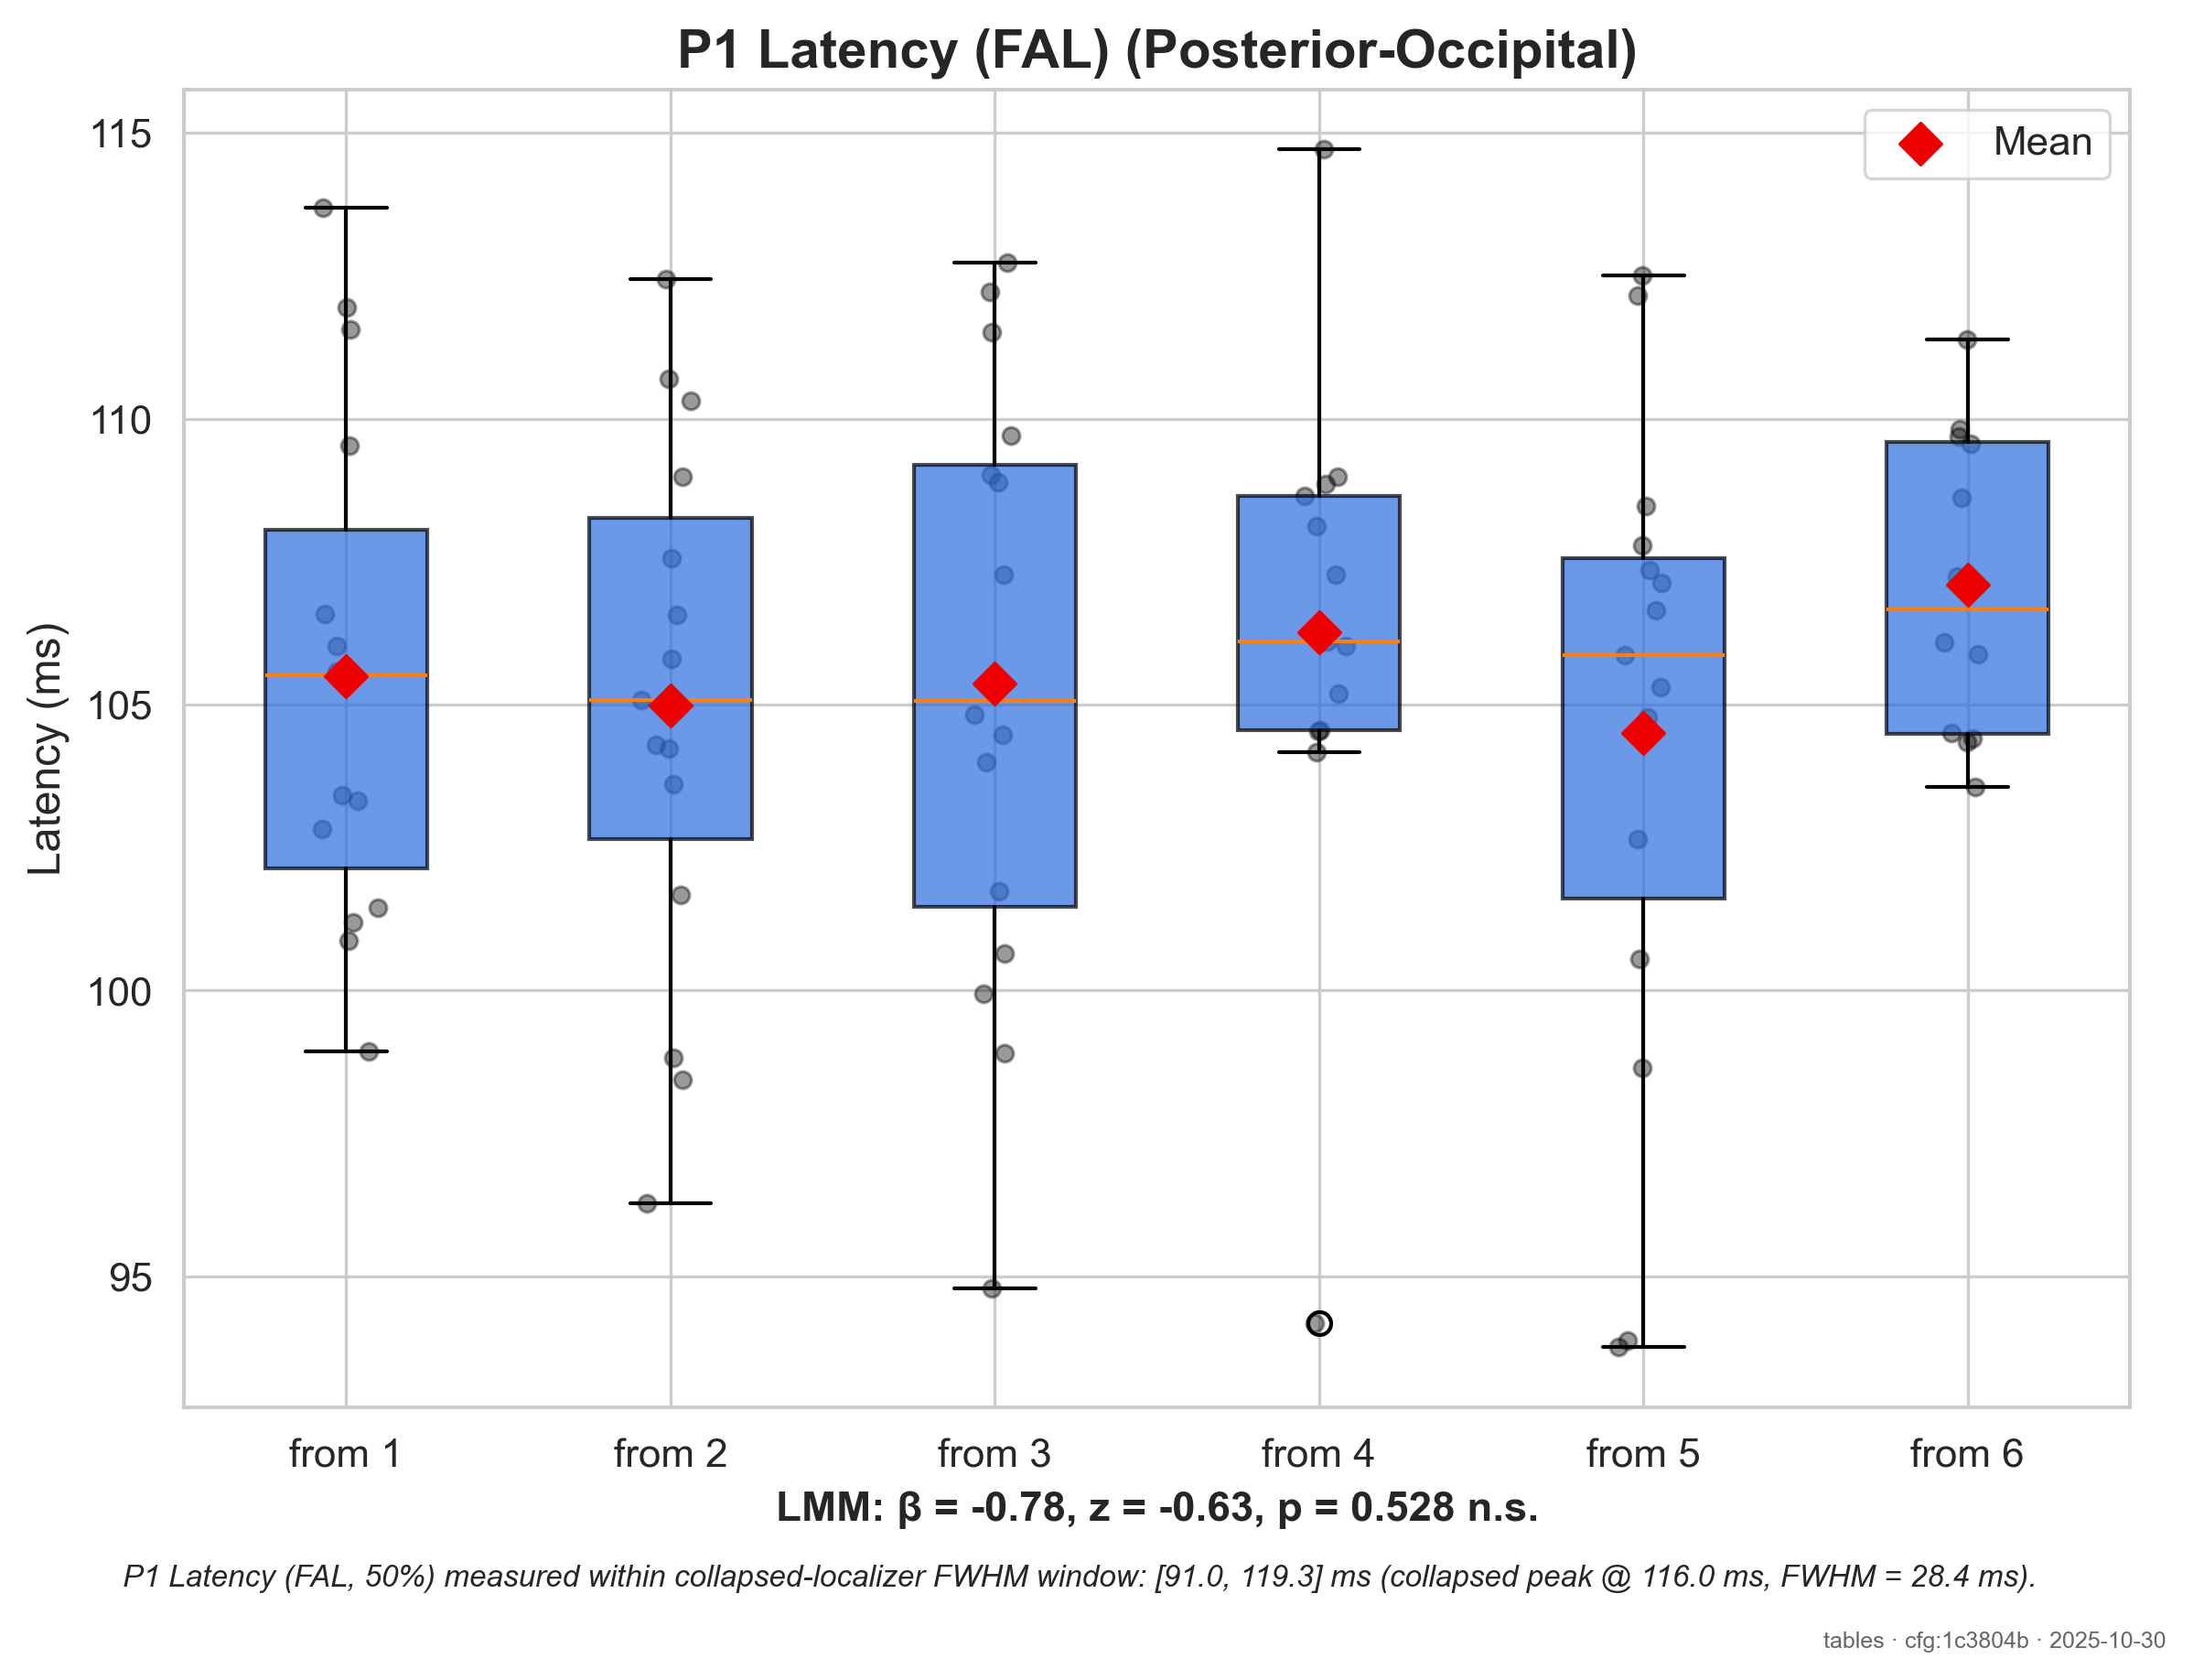 P1 Latency (FAL) (Posterior-Occipital)
Mean
Latency (ms)
115
110
105
100
95
from 1
from 2
from 3
from 4
from 5
from 6
LMM: β = -0.78, z = -0.63, p = 0.528 n.s.
P1 Latency (FAL, 50%) measured within collapsed-localizer FWHM window: [91.0, 119.3] ms (collapsed peak @ 116.0 ms, FWHM = 28.4 ms).
tables · cfg:1c3804b · 2025-10-30